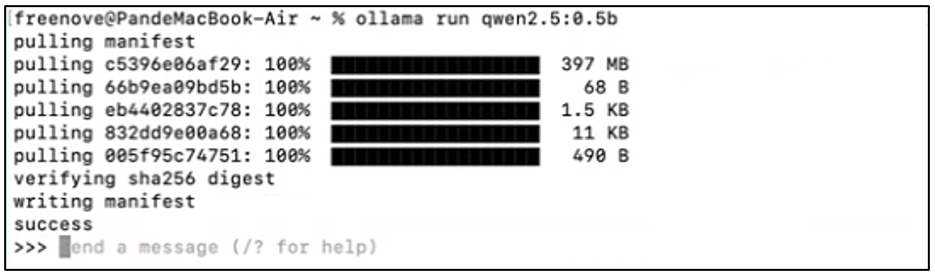 [freenove@PandeMacBook-Air ~ % ollama run qwen2.5:0.5b
pulling manifest
pulling c5396e06af29: 100% 397 MB
pulling 66b9ea09bd5b: 100% 68 B
pulling eb4402837c78: 100% 1.5 KB
pulling 832dd9e00a68: 100% 11 KB
pulling 005f95c74751: 100% 490 B
verifying sha256 digest
writing manifest
success
>>> end a message (/? for help)